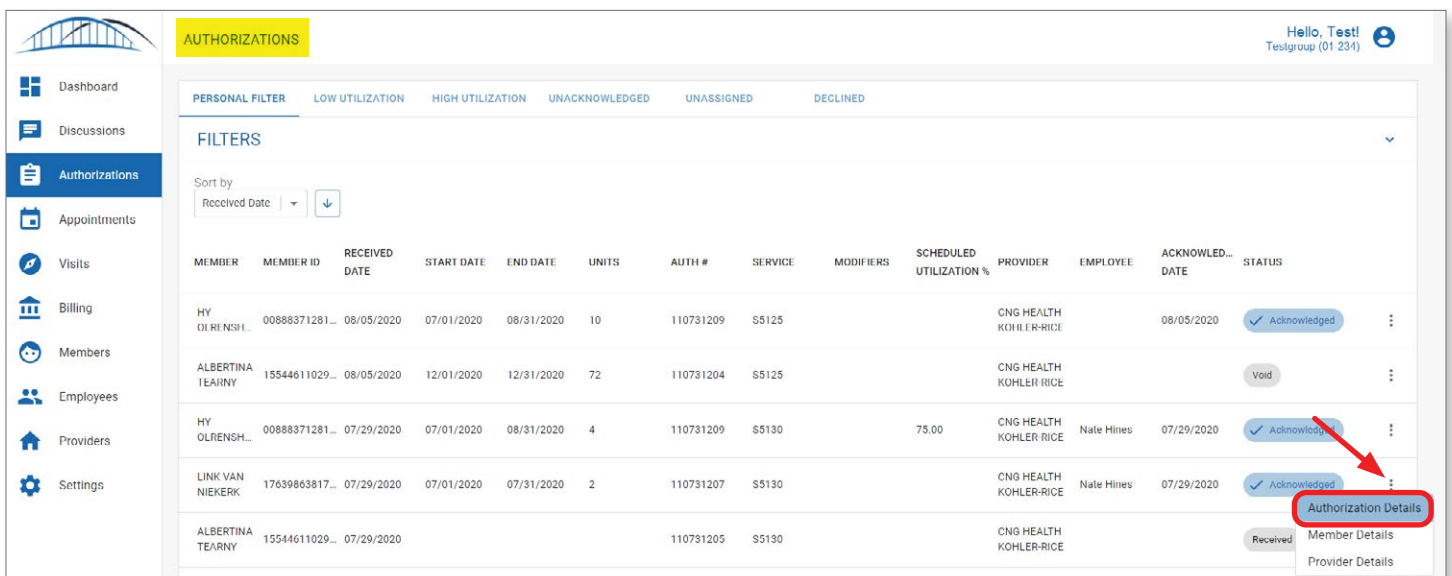 AUTHORIZATIONS
Hello, Test!
Testgroup (01 234)
Dashboard
Discussions
Authorizations
Appointments
Visits
Billing
Members
Employees
Providers
Settings
PERSONAL FILTER LOW UTILIZATION HIGH UTILIZATION UNACKNOWLEDGED UNASSIGNED DECLINED
FILTERS
Sort by
Received Date
MEMBER MEMBER ID RECEIVED DATE START DATE END DATE UNITS AUTH # SERVICE MODIFIERS SCHEDULED UTILIZATION % PROVIDER EMPLOYEE ACKNOWLED... DATE STATUS
HY OLRENSH... 00888371281... 08/05/2020 07/01/2020 08/31/2020 10 110731209 S5125 CNG HEALTH KOHLER-RICE 08/05/2020 Acknowledged
ALBERTINA TEARNY 15544611029... 08/05/2020 12/01/2020 12/31/2020 72 110731204 S5125 CNG HEALTH KOHLER-RICE Void
HY OLRENSH... 00888371281... 07/29/2020 07/01/2020 08/31/2020 4 110731209 S5130 75.00 CNG HEALTH KOHLER-RICE Nate Hines 07/29/2020 Acknowledged
LINK VAN NIEKERK 17639863817... 07/29/2020 07/01/2020 07/31/2020 2 110731207 S5130 CNG HEALTH KOHLER-RICE Nate Hines 07/29/2020 Acknowledged
ALBERTINA TEARNY 15544611029... 07/29/2020 110731205 S5130 CNG HEALTH KOHLER-RICE Received
Authorization Details
Member Details
Provider Details